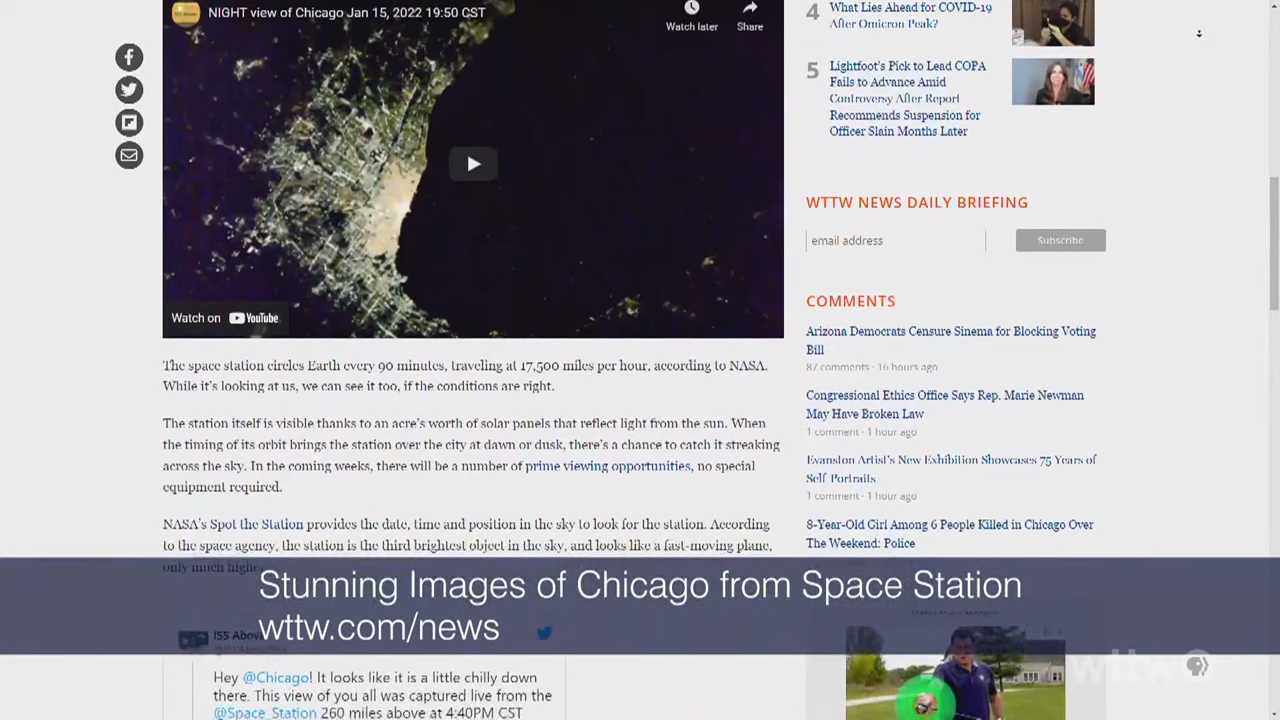 NIGHT view of Chicago Jan 15, 2022 19:50 CST
Watch later
Share
Watch on YouTube
The space station circles Earth every 90 minutes, traveling at 17,500 miles per hour, according to NASA.
While it's looking at us, we can see it too, if the conditions are right.
The station itself is visible thanks to an acre's worth of solar panels that reflect light from the sun. When
the timing of its orbit brings the station over the city at dawn or dusk, there's a chance to catch it streaking
across the sky. In the coming weeks, there will be a number of prime viewing opportunities, no special
equipment required.
NASA's Spot the Station provides the date, time and position in the sky to look for the station. According
to the space agency, the station is the third brightest object in the sky, and looks like a fast-moving plane,
only much higher.
ISS Above
Hey @Chicago! It looks like it is a little chilly down
there. This view of you all was captured live from the
@Space_Station 260 miles above at 4:40PM CST
4
What Lies Ahead for COVID-19
After Omicron Peak?
5
Lightfoot's Pick to Lead COPA
Fails to Advance Amid
Controversy After Report
Recommends Suspension for
Officer Slain Months Later
WTTW NEWS DAILY BRIEFING
email address
Subscribe
COMMENTS
Arizona Democrats Censure Sinema for Blocking Voting
Bill
87 comments · 16 hours ago
Congressional Ethics Office Says Rep. Marie Newman
May Have Broken Law
1 comment · 1 hour ago
Evanston Artist's New Exhibition Showcases 75 Years of
Self Portraits
1 comment · 1 hour ago
8-Year-Old Girl Among 6 People Killed in Chicago Over
The Weekend: Police
Stunning Images of Chicago from Space Station
wttw.com/news
wttw